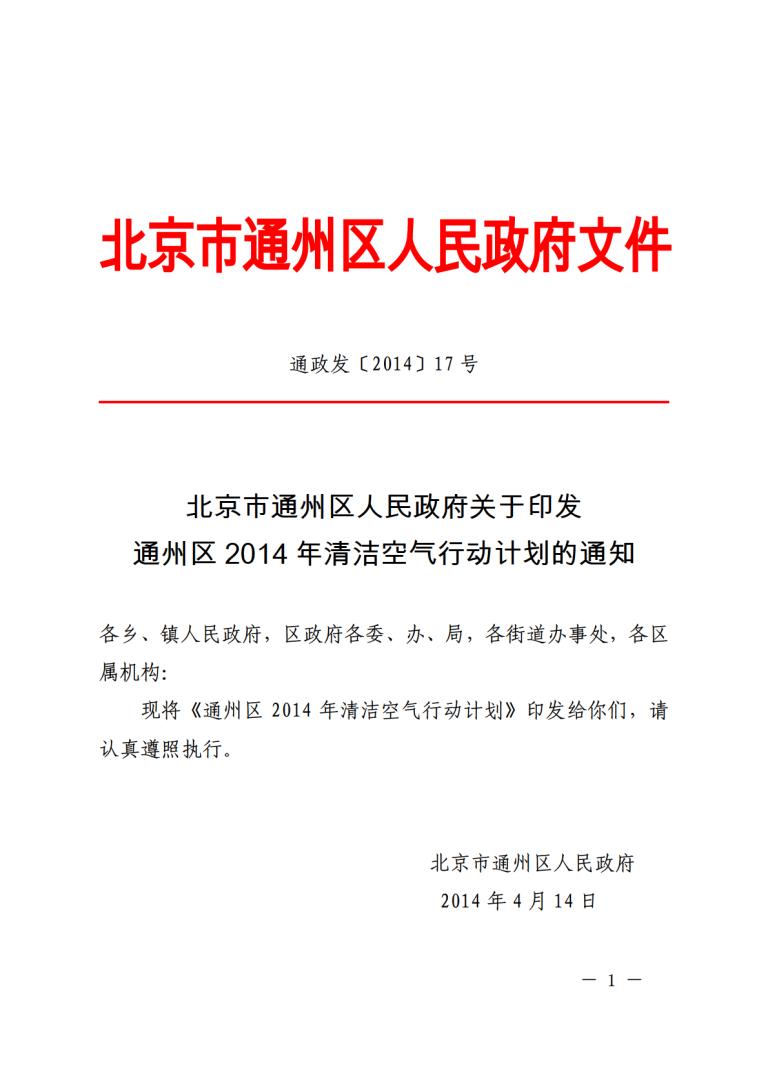 北京市通州区人民政府文件
通政发〔2014〕17 号
北京市通州区人民政府关于印发
通州区 2014 年清洁空气行动计划的通知
各乡、镇人民政府，区政府各委、办、局，各街道办事处，各区
属机构：
现将《通州区 2014 年清洁空气行动计划》印发给你们，请
认真遵照执行。
北京市通州区人民政府
2014 年 4 月 14 日
－ 1 －